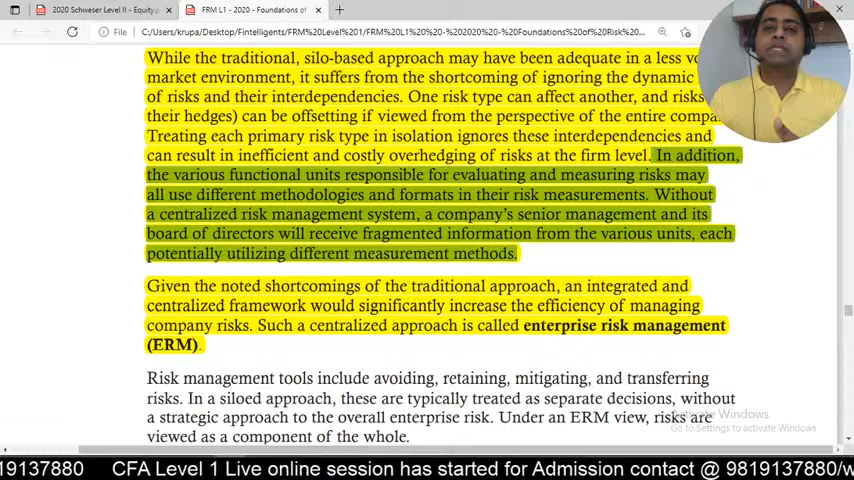 2020 Schweser Level II - Equity.p
FRM L1 - 2020 - Foundations of
File
C:/Users/krupa/Desktop/Fintelligents/FRM%20Level%201/FRM%20L1%20-%202020%20-%20Foundations%20of%20Risk%20Manage...
While the traditional, silo-based approach may have been adequate in a less vo
market environment, it suffers from the shortcoming of ignoring the dynamic
of risks and their interdependencies. One risk type can affect another, and risks
their hedges) can be offsetting if viewed from the perspective of the entire compa
Treating each primary risk type in isolation ignores these interdependencies and
can result in inefficient and costly overhedging of risks at the firm level. In addition,
the various functional units responsible for evaluating and measuring risks may
all use different methodologies and formats in their risk measurements. Without
a centralized risk management system, a company's senior management and its
board of directors will receive fragmented information from the various units, each
potentially utilizing different measurement methods.
Given the noted shortcomings of the traditional approach, an integrated and
centralized framework would significantly increase the efficiency of managing
company risks. Such a centralized approach is called enterprise risk management
(ERM).
Risk management tools include avoiding, retaining, mitigating, and transferring
risks. In a siloed approach, these are typically treated as separate decisions, without
a strategic approach to the overall enterprise risk. Under an ERM view, risks are
viewed as a component of the whole.
Activate Windows
Go to Settings to activate Windows.
19137880 CFA Level 1 Live online session has started for Admission contact @ 9819137880/w